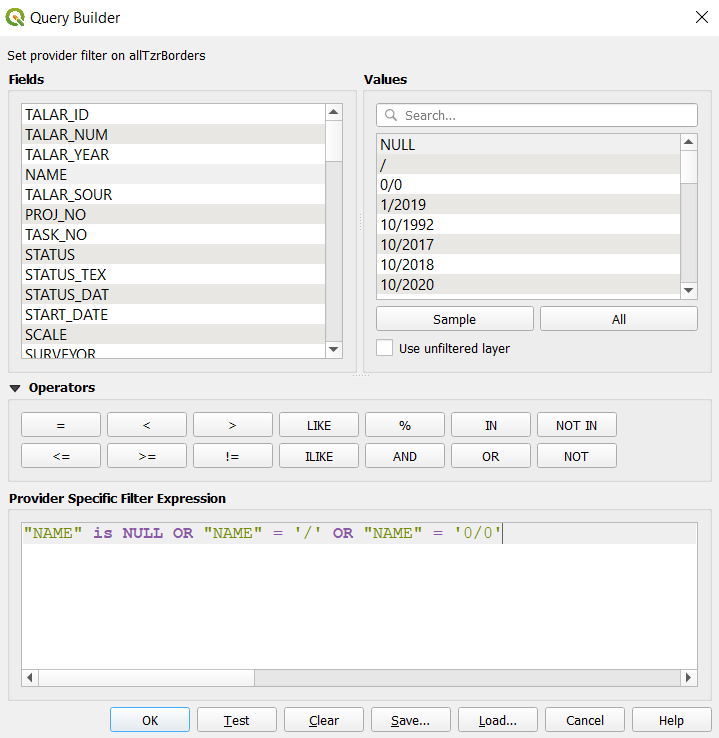 Query Builder
Set provider filter on allTzrBorders
Fields
Values
TALAR_ID
TALAR_NUM
TALAR_YEAR
NAME
TALAR_SOUR
PROJ_NO
TASK_NO
STATUS
STATUS_TEX
STATUS_DAT
START_DATE
SCALE
SURVEYOR
Search...
NULL
/
0/0
1/2019
10/1992
10/2017
10/2018
10/2020
Sample All
Use unfiltered layer
Operators
= < > LIKE % IN NOT IN
<= >= != ILIKE AND OR NOT
Provider Specific Filter Expression
"NAME" is NULL OR "NAME" = '/' OR "NAME" = '0/0'
OK Test Clear Save... Load... Cancel Help